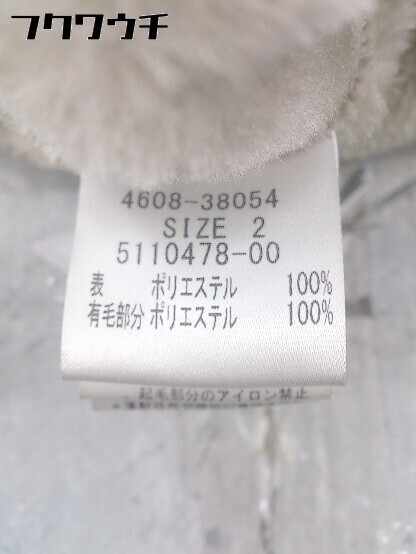 フクワウチ
4608-38054
SIZE 2
5110478-00
表 ポリエステル 100%
有毛部分 ポリエステル 100%
起毛部分のアイロン禁止